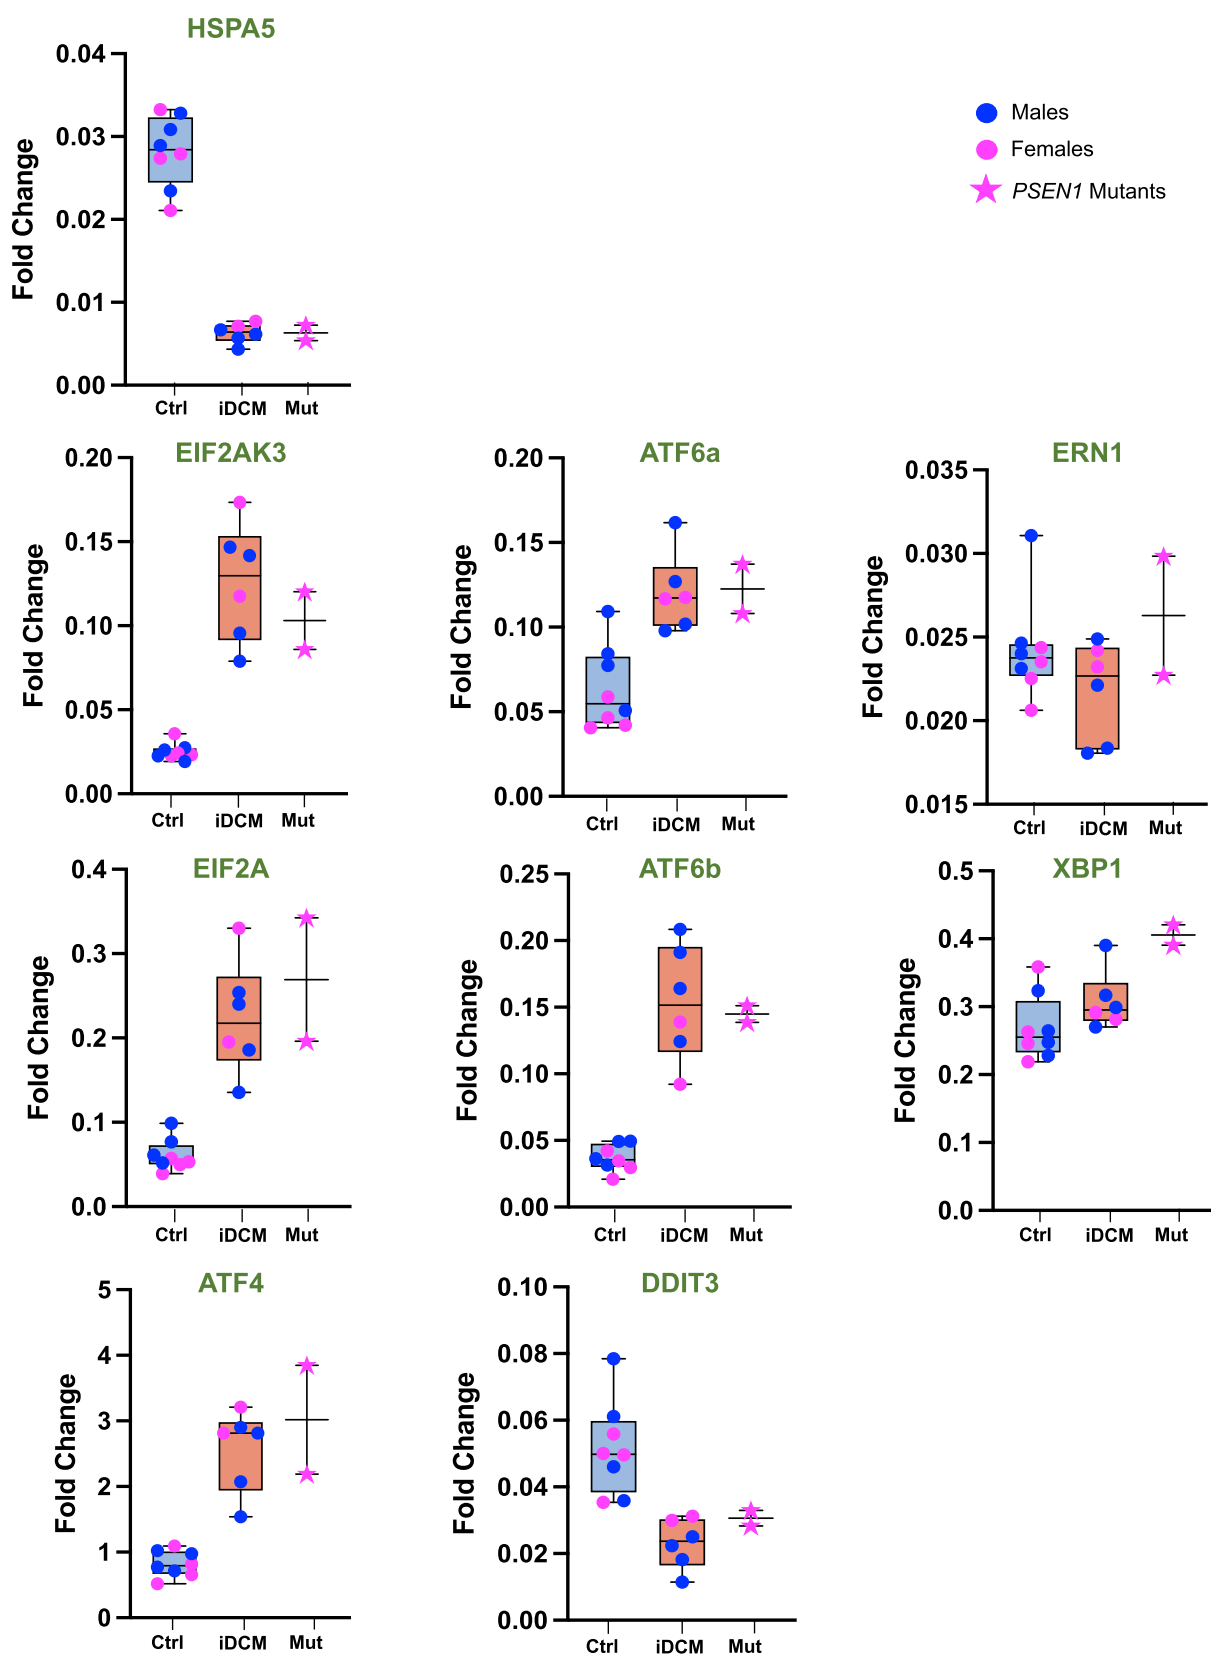 HSPA5
Fold Change
0.04
0.03
0.02
0.01
0.00
Ctrl iDCM Mut
Males
Females
PSEN1 Mutants
EIF2AK3
Fold Change
0.20
0.15
0.10
0.05
0.00
Ctrl iDCM Mut
ATF6a
Fold Change
0.20
0.15
0.10
0.05
0.00
Ctrl iDCM Mut
ERN1
Fold Change
0.035
0.030
0.025
0.020
0.015
Ctrl iDCM Mut
EIF2A
Fold Change
0.4
0.3
0.2
0.1
0.0
Ctrl iDCM Mut
ATF6b
Fold Change
0.25
0.20
0.15
0.10
0.05
0.00
Ctrl iDCM Mut
XBP1
Fold Change
0.5
0.4
0.3
0.2
0.1
0.0
Ctrl iDCM Mut
ATF4
Fold Change
5
4
3
2
1
0
Ctrl iDCM Mut
DDIT3
Fold Change
0.10
0.08
0.06
0.04
0.02
0.00
Ctrl iDCM Mut